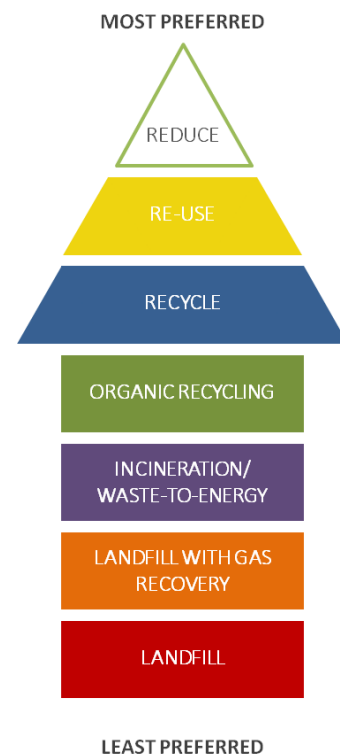 MOST PREFERRED
REDUCE
RE-USE
RECYCLE
ORGANIC RECYCLING
INCINERATION/
WASTE-TO-ENERGY
LANDFILL WITH GAS
RECOVERY
LANDFILL
LEAST PREFERRED